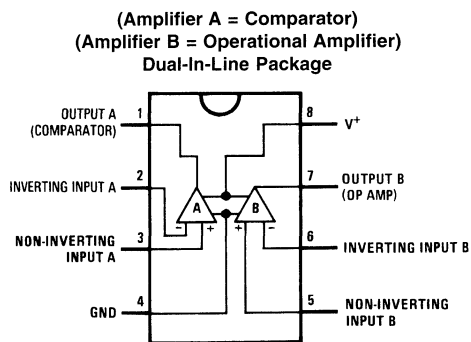 (Amplifier A = Comparator)
(Amplifier B = Operational Amplifier)
Dual-In-Line Package
OUTPUT A
(COMPARATOR)
1
8
V+
INVERTING INPUT A
2
7
OUTPUT B
(OP AMP)
A
B
- + + -
NON-INVERTING
INPUT A
3
6
INVERTING INPUT B
GND
4
5
NON-INVERTING
INPUT B